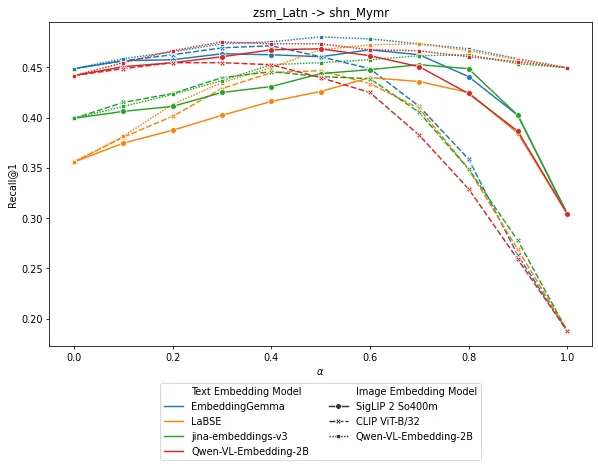 zsm_Latn -> shn_Mymr
0.45
0.40
0.35
0.30
0.25
0.20
Recall@1
0.0 0.2 0.4 0.6 0.8 1.0
α
Text Embedding Model
EmbeddingGemma
LaBSE
jina-embeddings-v3
Qwen-VL-Embedding-2B
Image Embedding Model
SigLIP 2 So400m
CLIP ViT-B/32
Qwen-VL-Embedding-2B